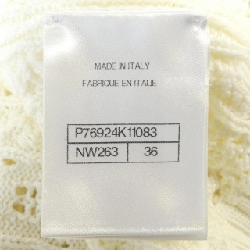 MADE IN ITALY
FABRIQUE EN ITALIE
P76924K11083
NW263 36